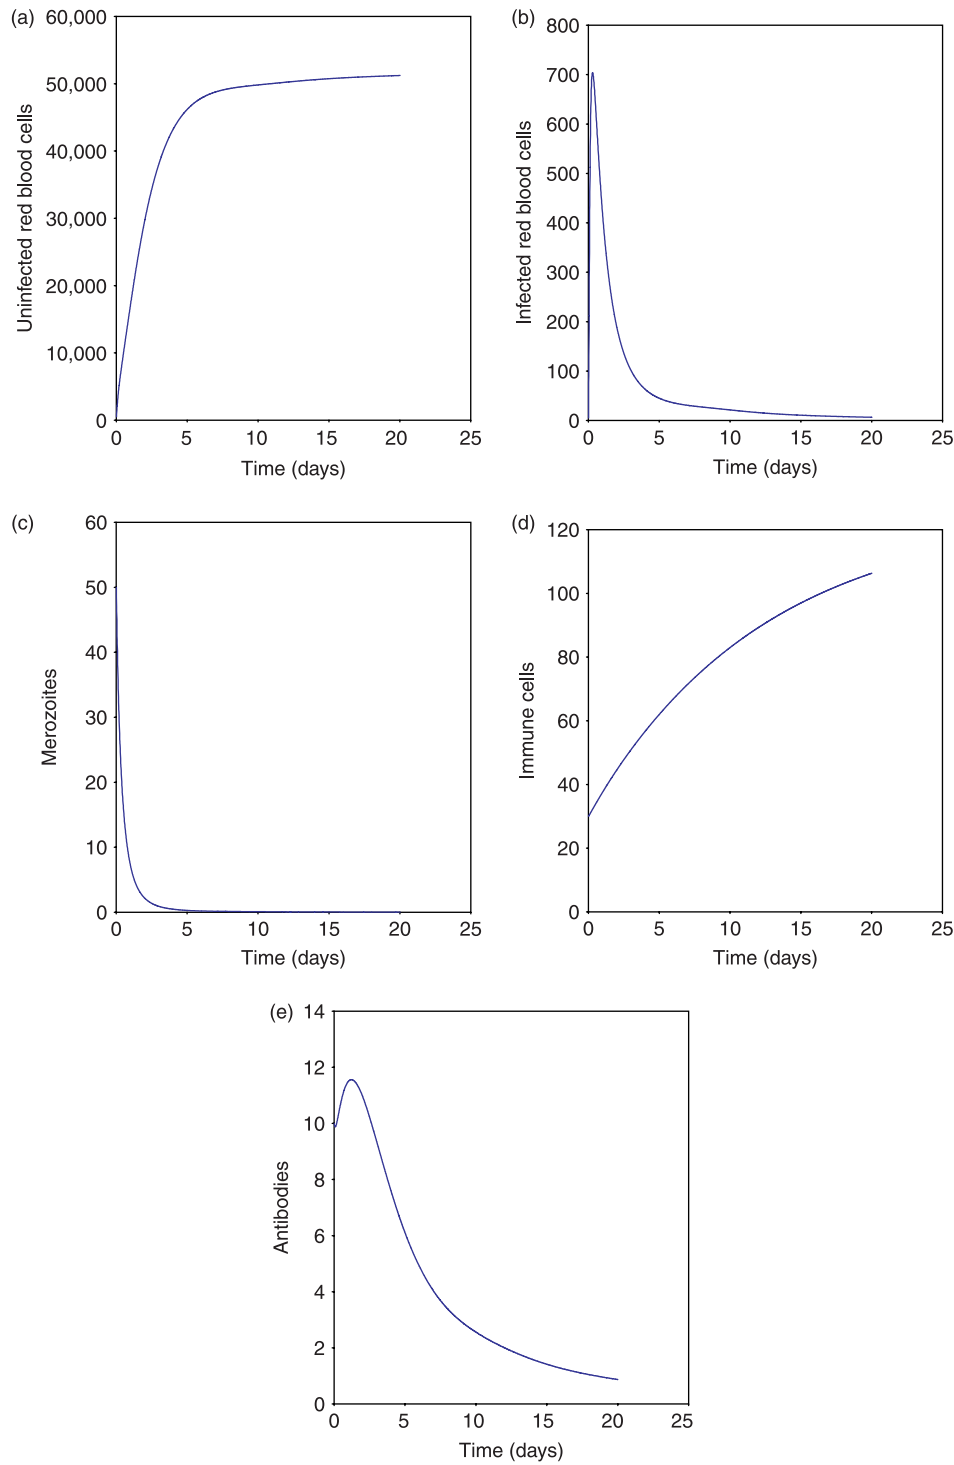 (a)
60,000
50,000
40,000
30,000
20,000
10,000
0
Uninfected red blood cells
0 5 10 15 20 25
Time (days)
(b)
800
700
600
500
400
300
200
100
0
Infected red blood cells
0 5 10 15 20 25
Time (days)
(c)
60
50
40
30
20
10
0
Merozoites
0 5 10 15 20 25
Time (days)
(d)
120
100
80
60
40
20
0
Immune cells
0 5 10 15 20 25
Time (days)
(e)
14
12
10
8
6
4
2
0
Antibodies
0 5 10 15 20 25
Time (days)